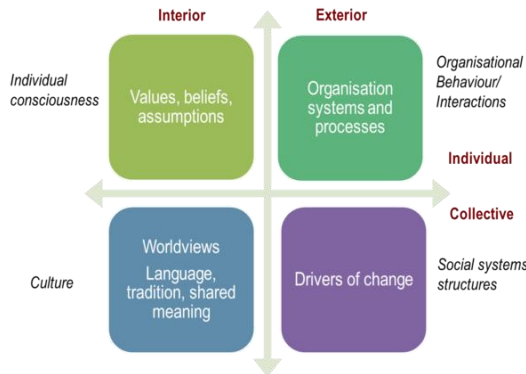 Interior
Exterior
Individual
consciousness
Values, beliefs,
assumptions
Organisation
systems and
processes
Organisational
Behaviour/
Interactions
Individual
Collective
Culture
Worldviews
Language,
tradition, shared
meaning
Drivers of change
Social systems
structures